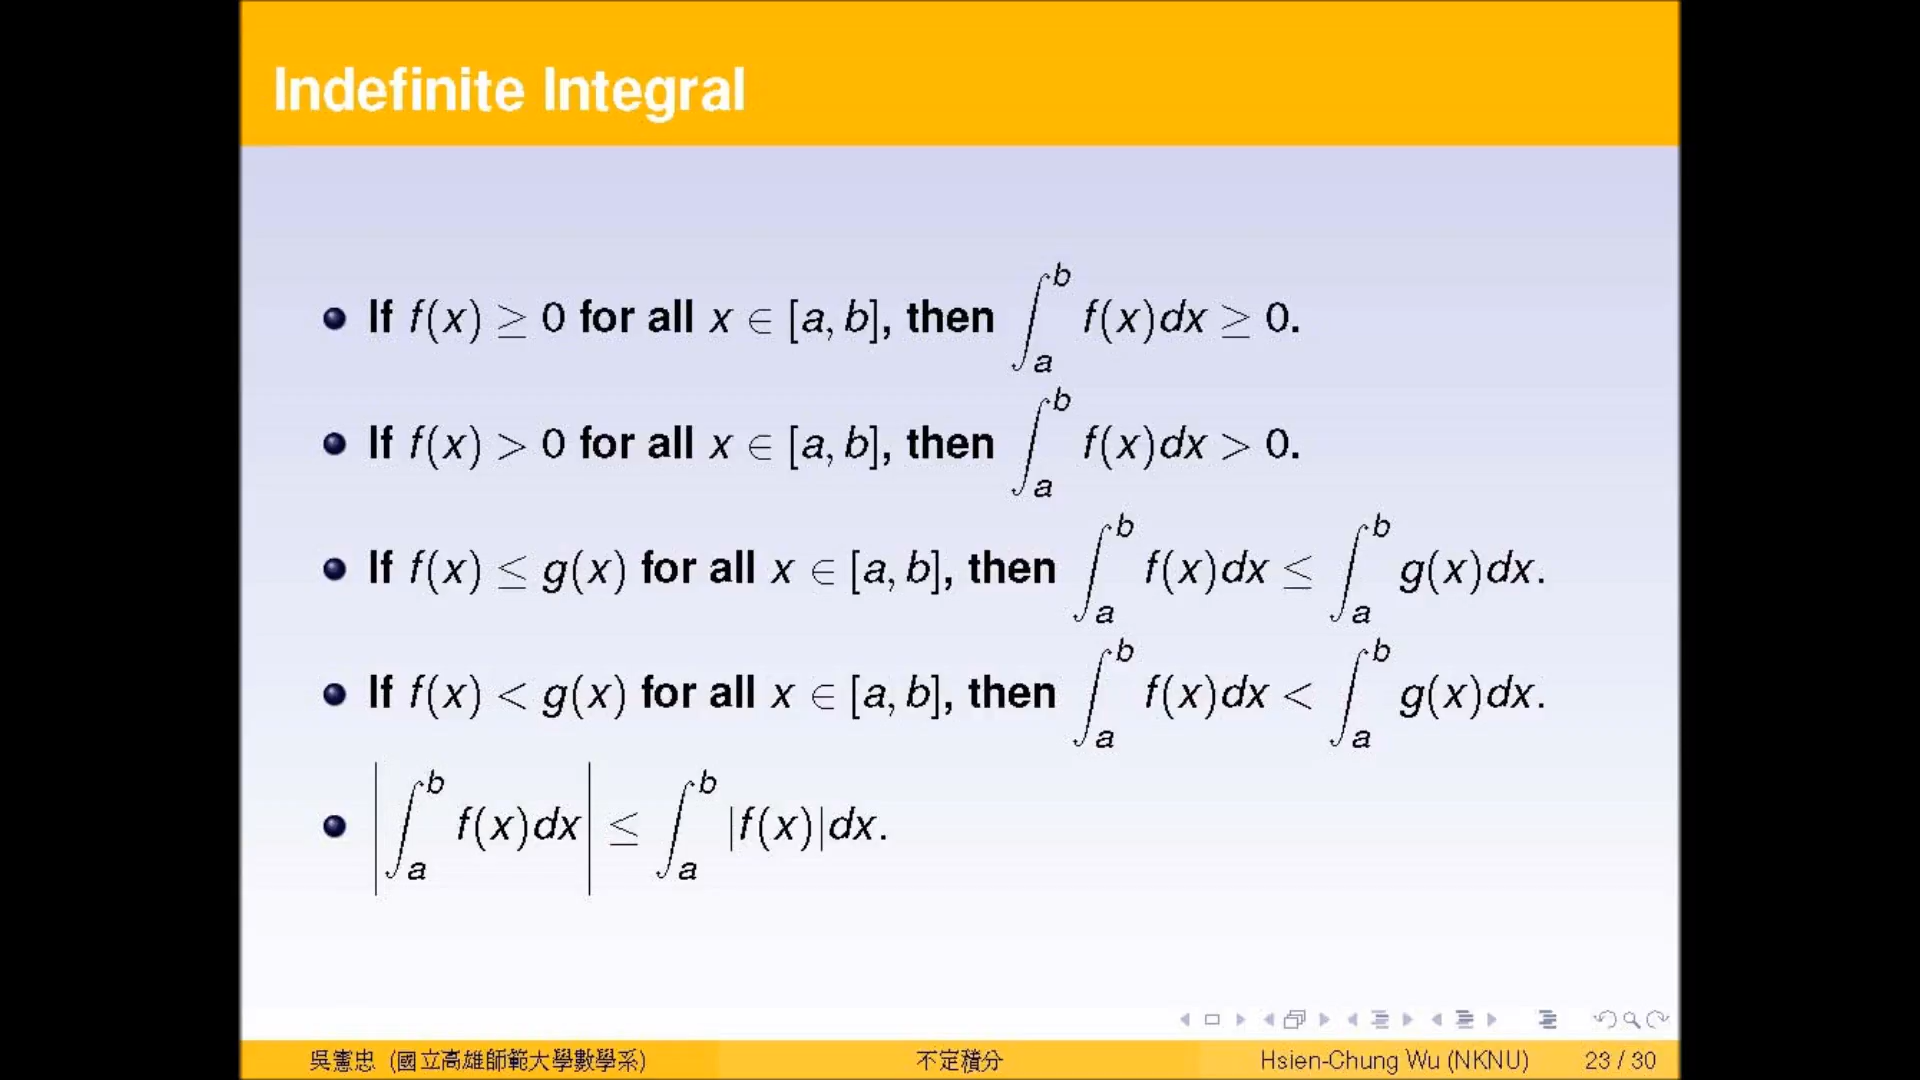 Indefinite Integral
If f(x) ≥ 0 for all x ∈ [a, b], then ∫_a^b f(x)dx ≥ 0.
If f(x) > 0 for all x ∈ [a, b], then ∫_a^b f(x)dx > 0.
If f(x) ≤ g(x) for all x ∈ [a, b], then ∫_a^b f(x)dx ≤ ∫_a^b g(x)dx.
If f(x) < g(x) for all x ∈ [a, b], then ∫_a^b f(x)dx < ∫_a^b g(x)dx.
|∫_a^b f(x)dx| ≤ ∫_a^b |f(x)|dx.
吳憲忠 (國立高雄師範大學數學系) 不定積分 Hsien-Chung Wu (NKNU) 23 / 30